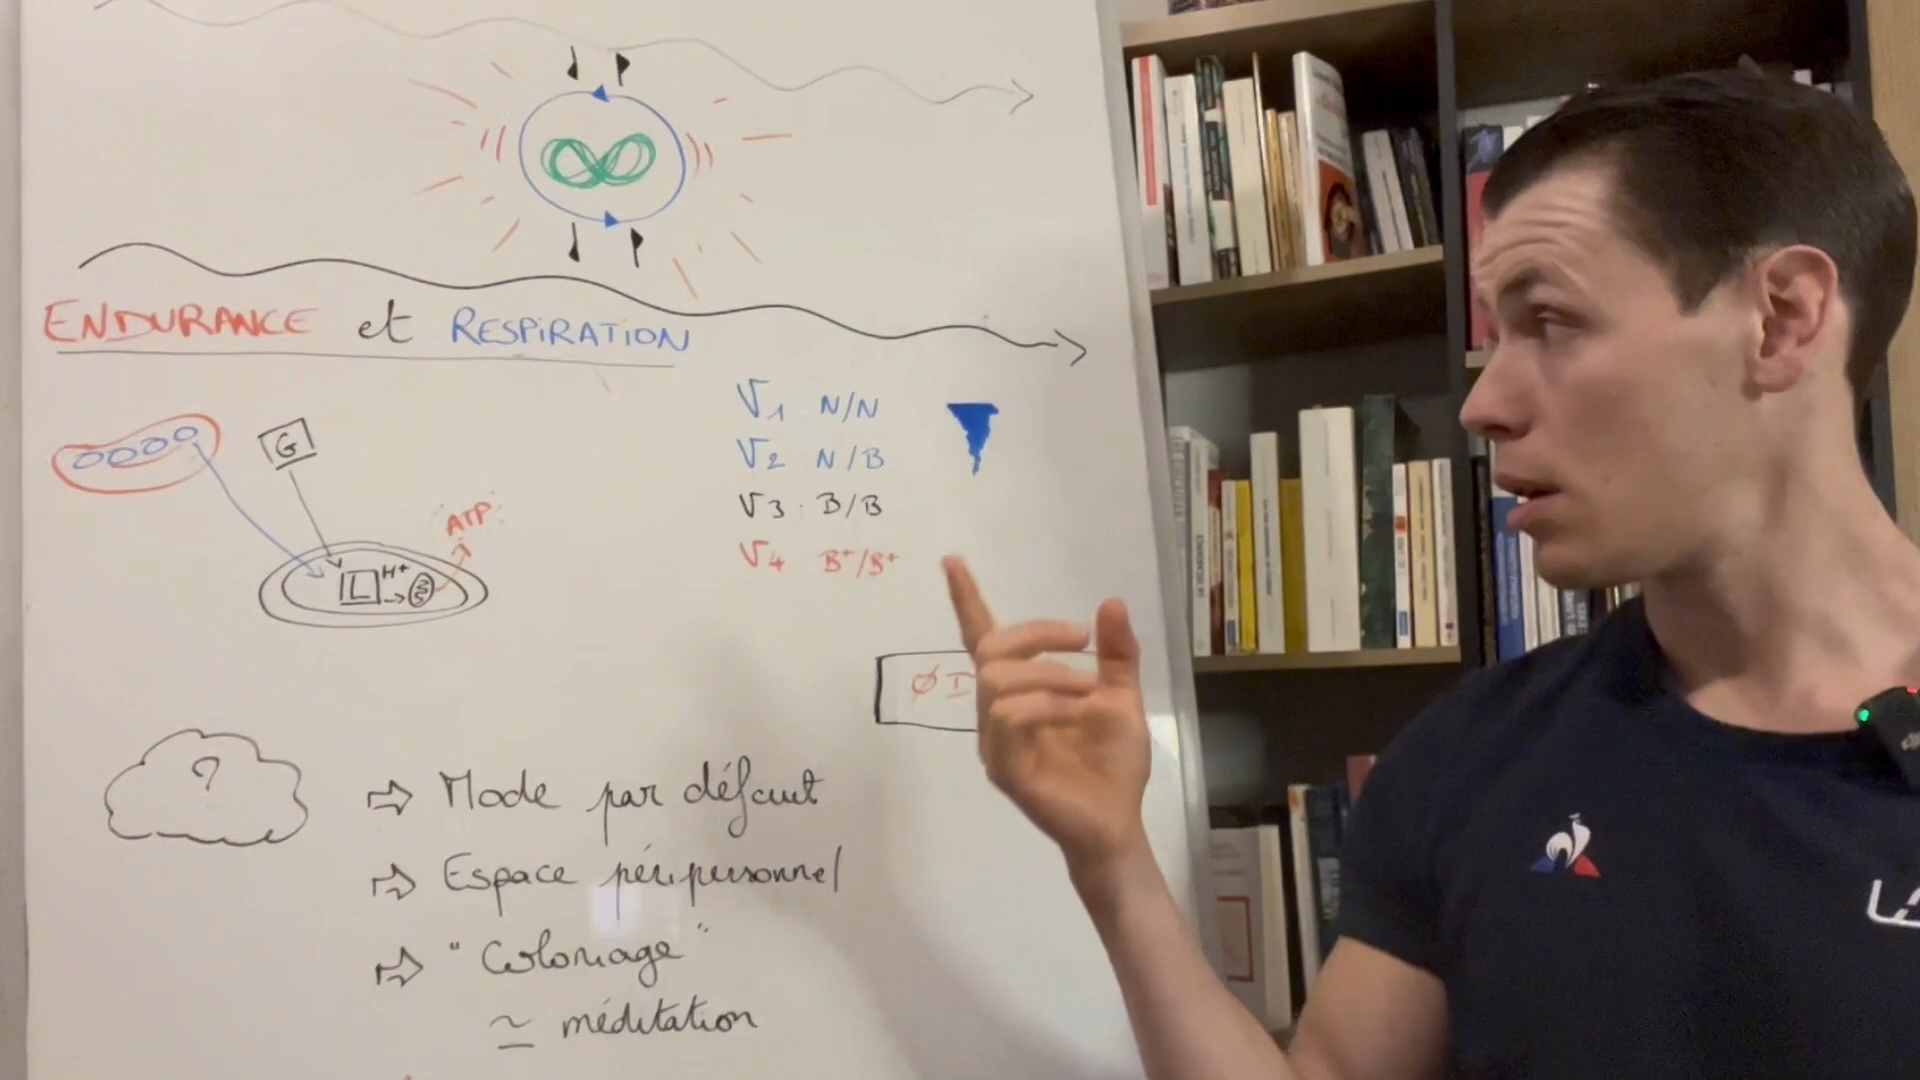 ENDURANCE et RESPIRATION
G
ATP
L H+
V1 N/N
V2 N/B
V3 B/B
V4 B+/B+
?
⇨ Mode par défaut
⇨ Espace péripersonnel
⇨ "Coloriage"
≃ méditation